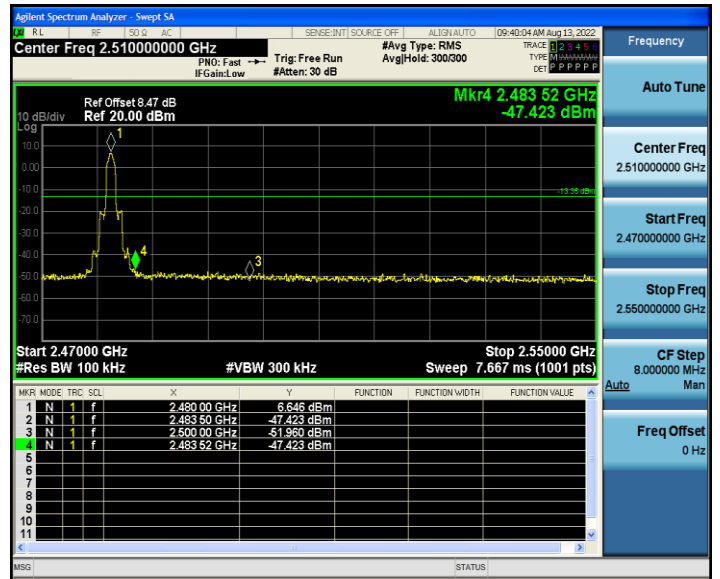 Agilent Spectrum Analyzer - Swept SA
RL RF 50 Ω AC SENSE:INT SOURCE OFF ALIGNAUTO 09:40:04 AM Aug 13, 2022
Center Freq 2.510000000 GHz
PNO: Fast
IFGain:Low
Trig: Free Run
#Atten: 30 dB
#Avg Type: RMS
Avg|Hold: 300/300
TRACE 1 2 3 4 5 6
TYPE M
DET P P P P P P
Ref Offset 8.47 dB
Ref 20.00 dBm
10 dB/div
Log
Mkr4 2.483 52 GHz
-47.423 dBm
10.0
0.00
-10.0
-20.0
-30.0
-40.0
-50.0
-60.0
-70.0
1
4
3
-13.35 dBm
Start 2.47000 GHz
#Res BW 100 kHz
#VBW 300 kHz
Stop 2.55000 GHz
Sweep 7.667 ms (1001 pts)
MKR MODE TRC SCL X Y FUNCTION FUNCTION WIDTH FUNCTION VALUE
1 N 1 f 2.480 00 GHz 6.646 dBm
2 N 1 f 2.483 50 GHz -47.423 dBm
3 N 1 f 2.500 00 GHz -51.960 dBm
4 N 1 f 2.483 52 GHz -47.423 dBm
5
6
7
8
9
10
11
MSG STATUS
Frequency
Auto Tune
Center Freq
2.510000000 GHz
Start Freq
2.470000000 GHz
Stop Freq
2.550000000 GHz
CF Step
8.000000 MHz
Auto Man
Freq Offset
0 Hz